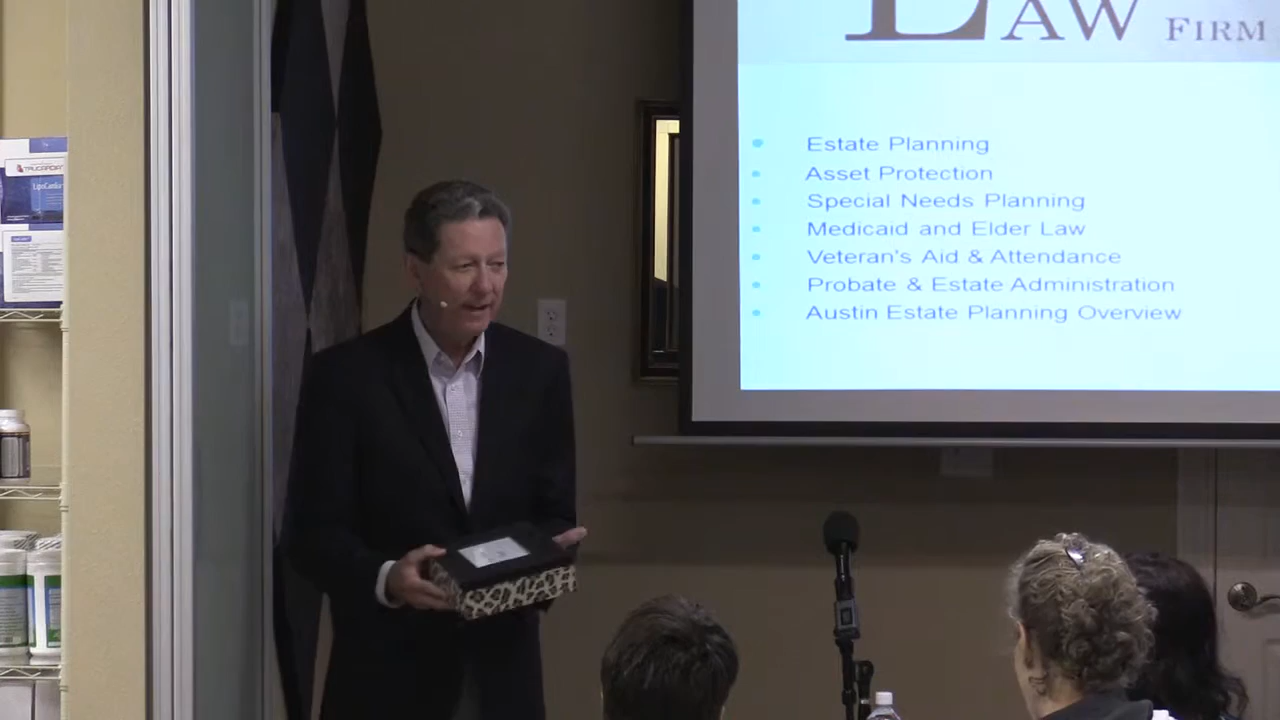 LAW FIRM
Estate Planning
Asset Protection
Special Needs Planning
Medicaid and Elder Law
Veteran's Aid & Attendance
Probate & Estate Administration
Austin Estate Planning Overview